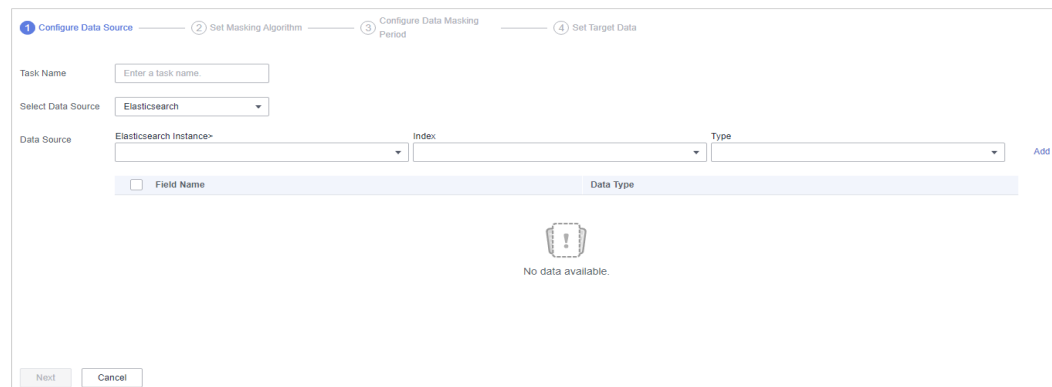 1 Configure Data Source 2 Set Masking Algorithm 3 Configure Data Masking Period 4 Set Target Data
Task Name Enter a task name.
Select Data Source Elasticsearch
Data Source Elasticsearch Instance> Index Type
Add
Field Name Data Type
!
No data available.
Next Cancel